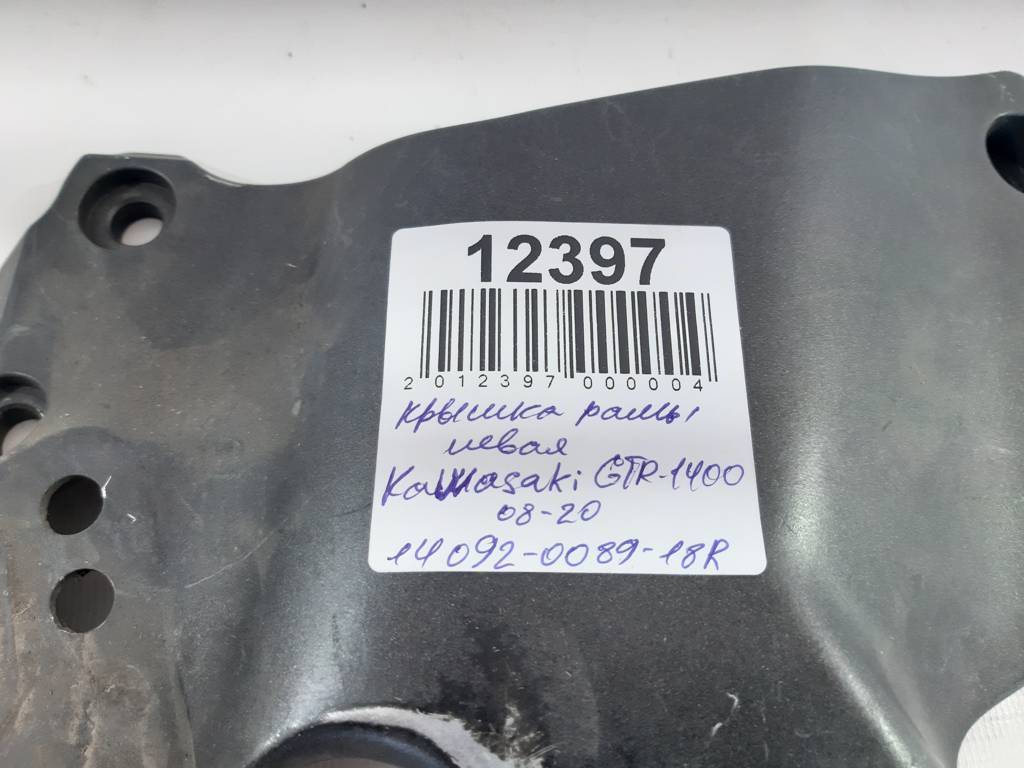 12397
2 012397 000004
крышка рамы
левая
Kawasaki GTR-1400
08-20
14092-0089-18R